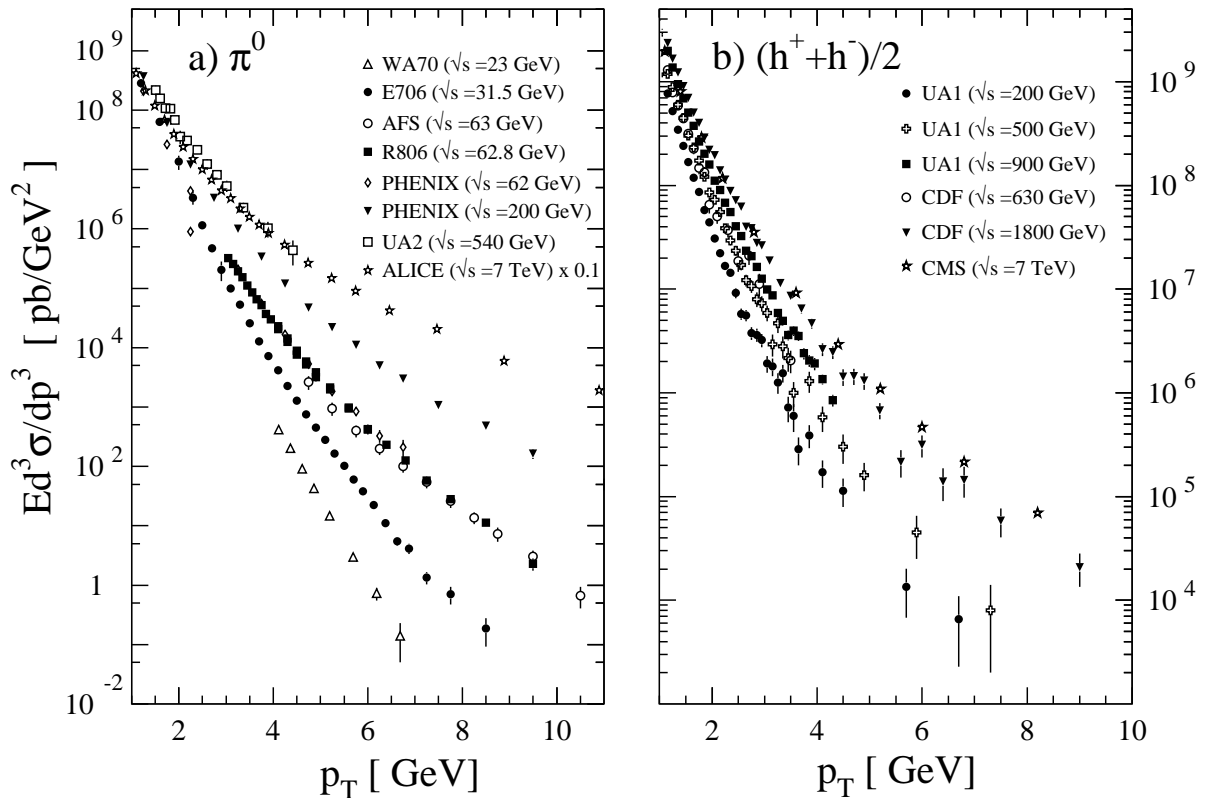 a) π⁰
WA70 (√s =23 GeV)
E706 (√s =31.5 GeV)
AFS (√s =63 GeV)
R806 (√s =62.8 GeV)
PHENIX (√s =62 GeV)
PHENIX (√s =200 GeV)
UA2 (√s =540 GeV)
ALICE (√s =7 TeV) x 0.1
Ed³σ/dp³ [ pb/GeV² ]
10⁹
10⁸
10⁶
10⁴
10²
1
10⁻²
2 4 6 8 10
p_T [ GeV]
b) (h⁺+h⁻)/2
UA1 (√s =200 GeV)
UA1 (√s =500 GeV)
UA1 (√s =900 GeV)
CDF (√s =630 GeV)
CDF (√s =1800 GeV)
CMS (√s =7 TeV)
10⁹
10⁸
10⁷
10⁶
10⁵
10⁴
2 4 6 8 10
p_T [ GeV]